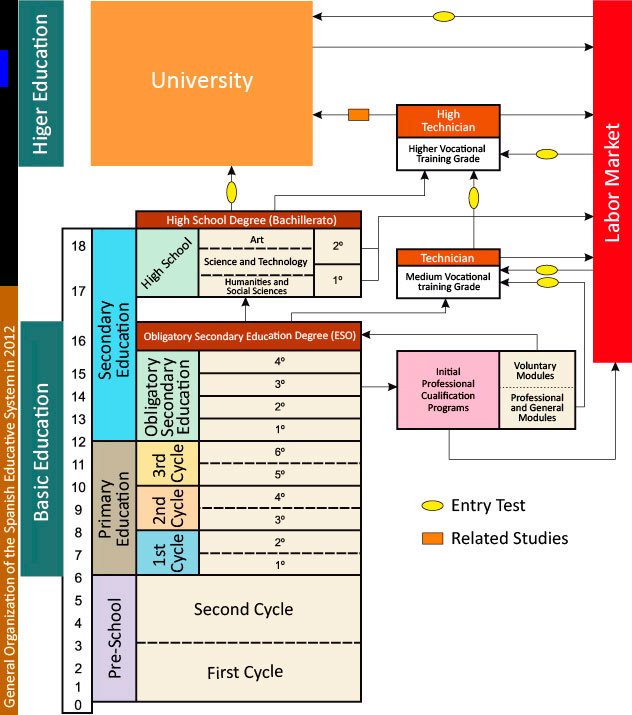 Higer Education
University
High
Technician
Higher Vocational
Training Grade
Labor Market
High School Degree (Bachillerato)
18
17
16
15
14
13
12
11
10
9
8
7
6
5
4
3
2
1
0
Secondary
Education
High School
Art
Science and Technology
Humanities and
Social Sciences
2º
1º
Technician
Medium Vocational
training Grade
General Organization of the Spanish Educative System in 2012
Basic Education
Obligatory Secondary Education Degree (ESO)
Obligatory
Secondary
Education
4º
3º
2º
1º
Initial
Professional
Cualification
Programs
Voluntary
Modules
Professional
and General
Modules
Primary
Education
3rd
Cycle
6º
5º
2nd
Cycle
4º
3º
1st
Cycle
2º
1º
Entry Test
Related Studies
Pre-School
Second Cycle
First Cycle